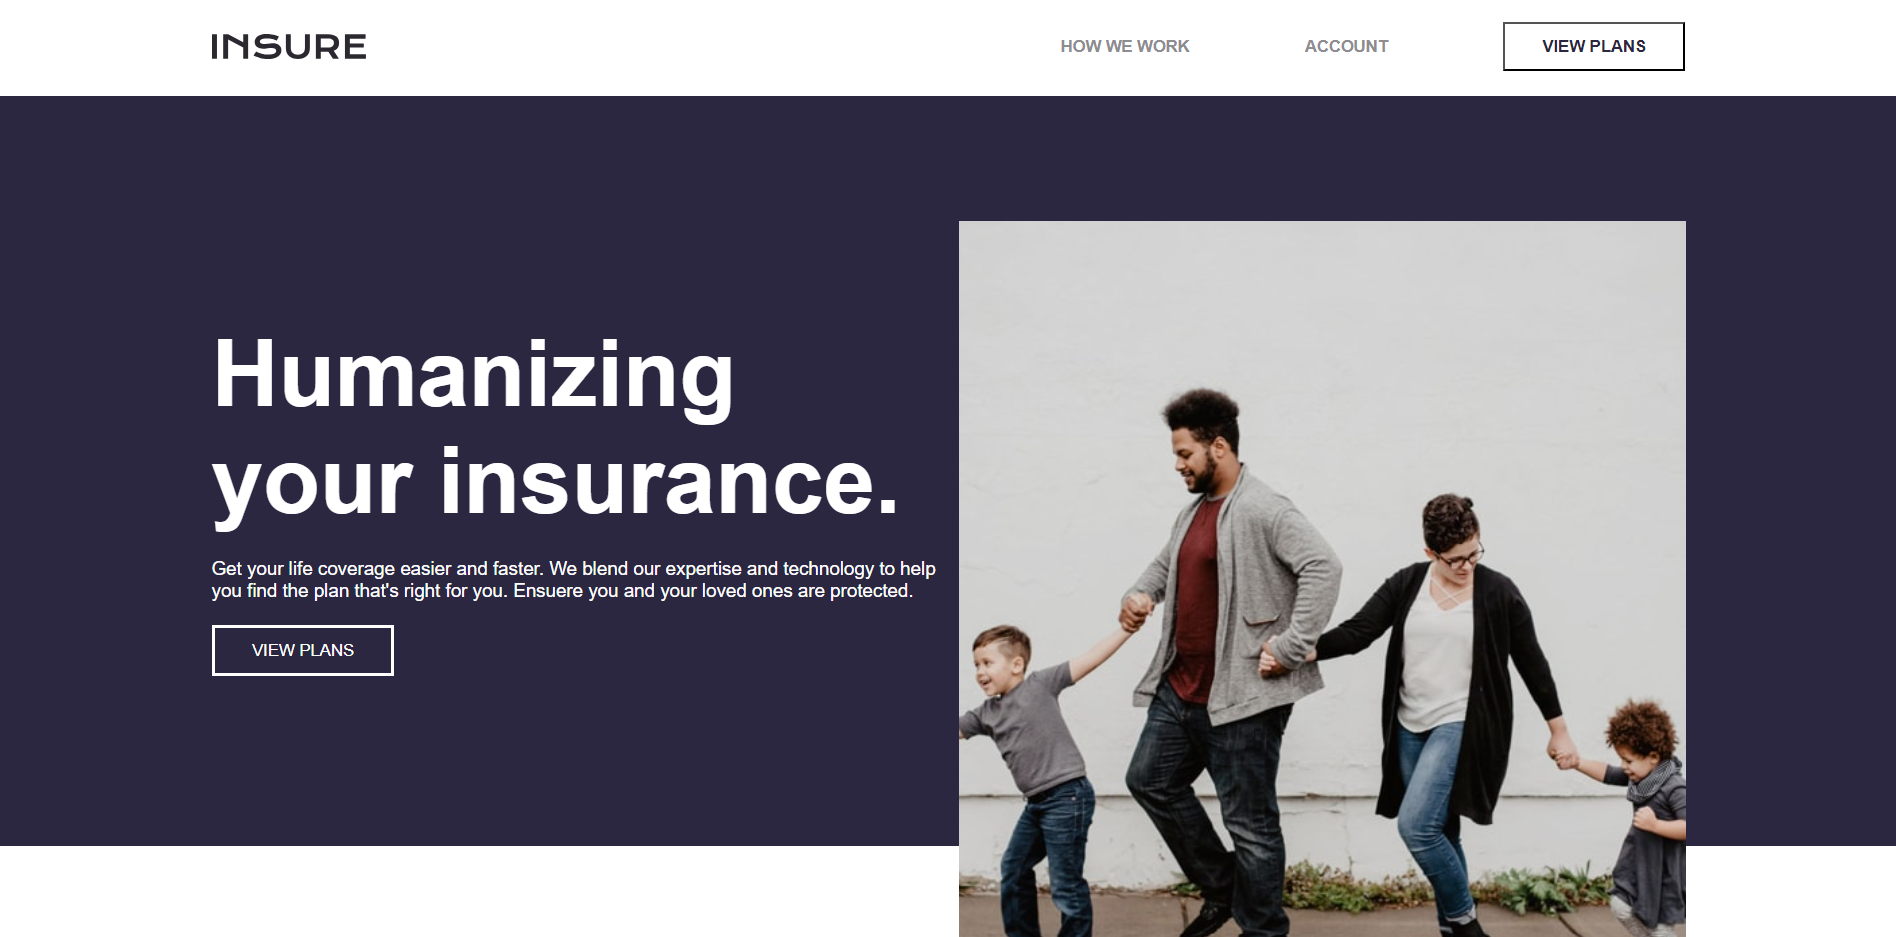 INSURE
HOW WE WORK
ACCOUNT
VIEW PLANS
Humanizing
your insurance.
Get your life coverage easier and faster. We blend our expertise and technology to help
you find the plan that's right for you. Ensuere you and your loved ones are protected.
VIEW PLANS